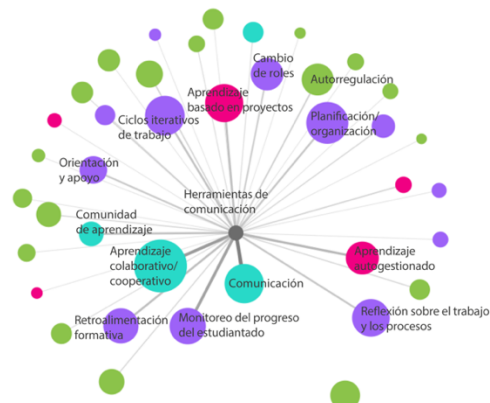 Cambio
de roles
Autorregulación
Aprendizaje
basado en proyectos
Ciclos iterativos
de trabajo
Planificación/
organización
Orientación
y apoyo
Herramientas de
comunicación
Comunidad
de aprendizaje
Aprendizaje
colaborativo/
cooperativo
Aprendizaje
autogestionado
Comunicación
Retroalimentación
formativa
Monitoreo del progreso
del estudiantado
Reflexión sobre el trabajo
y los procesos